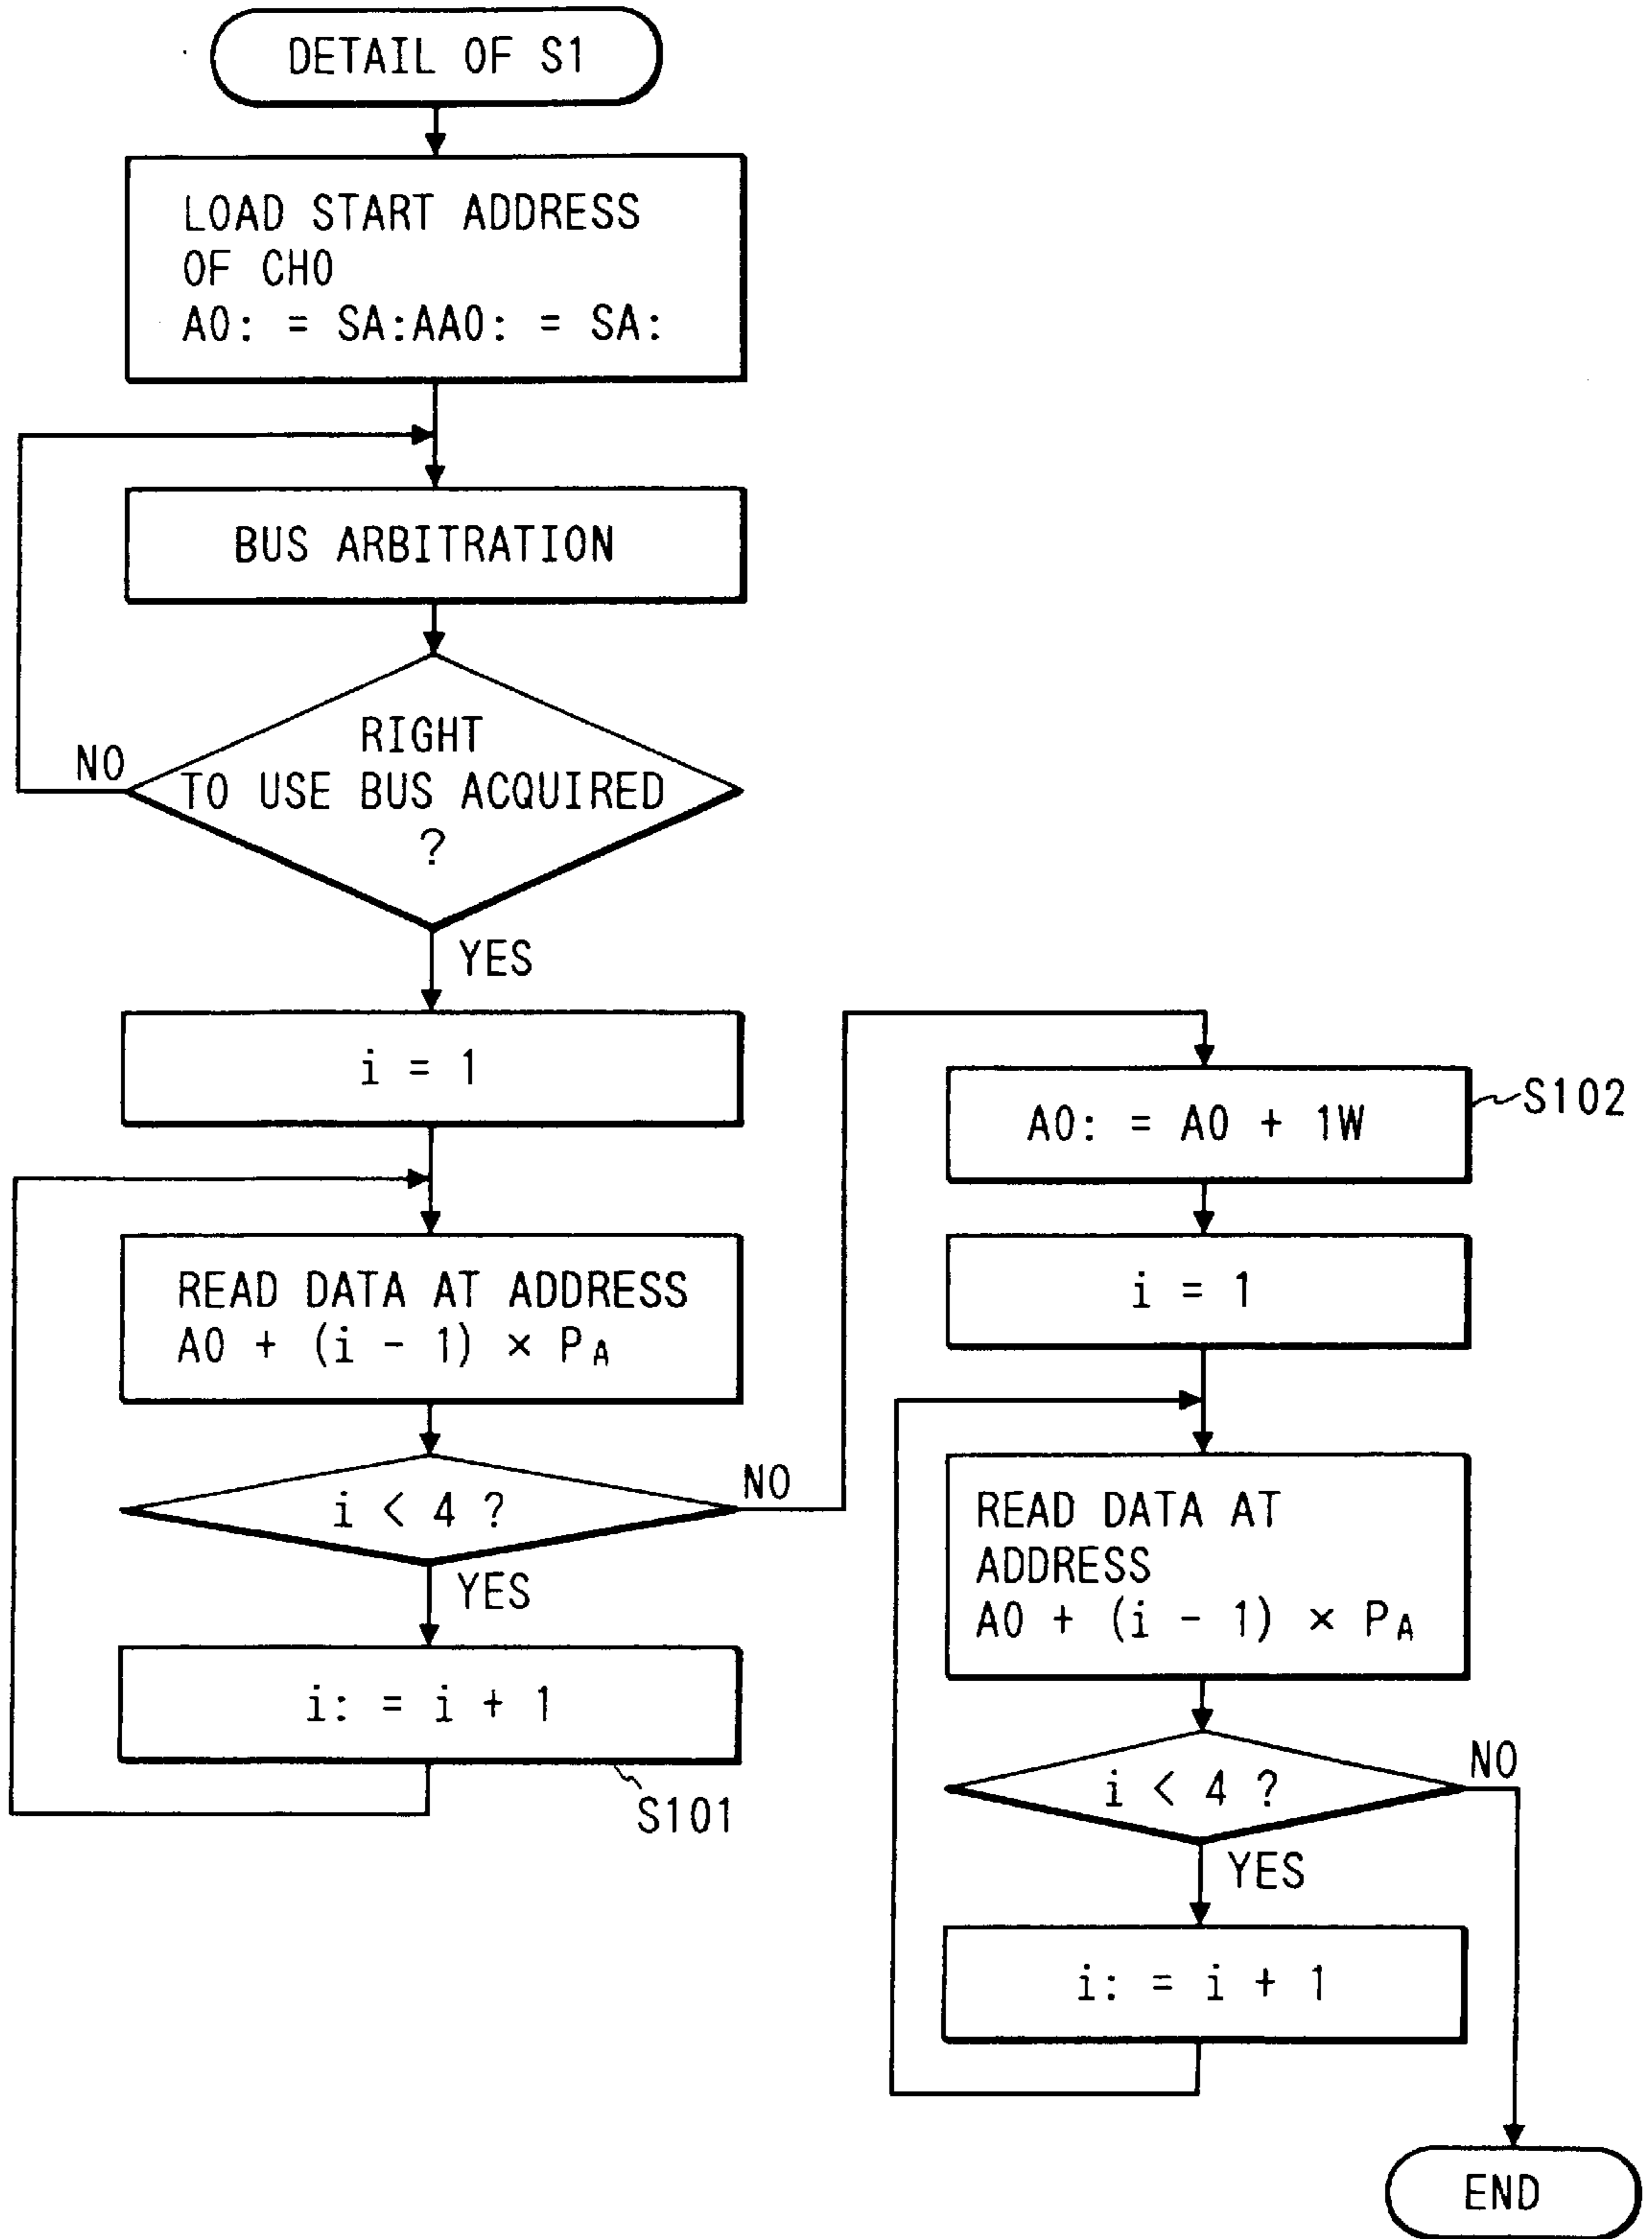 DETAIL OF S1
LOAD START ADDRESS
OF CH0
A0: = SA:AA0: = SA:
BUS ARBITRATION
RIGHT
TO USE BUS ACQUIRED
?
NO
YES
i = 1
READ DATA AT ADDRESS
A0 + (i - 1) × PA
i < 4 ?
NO
YES
i: = i + 1
S101
A0: = A0 + 1W
S102
i = 1
READ DATA AT
ADDRESS
A0 + (i - 1) × PA
i < 4 ?
NO
YES
i: = i + 1
END